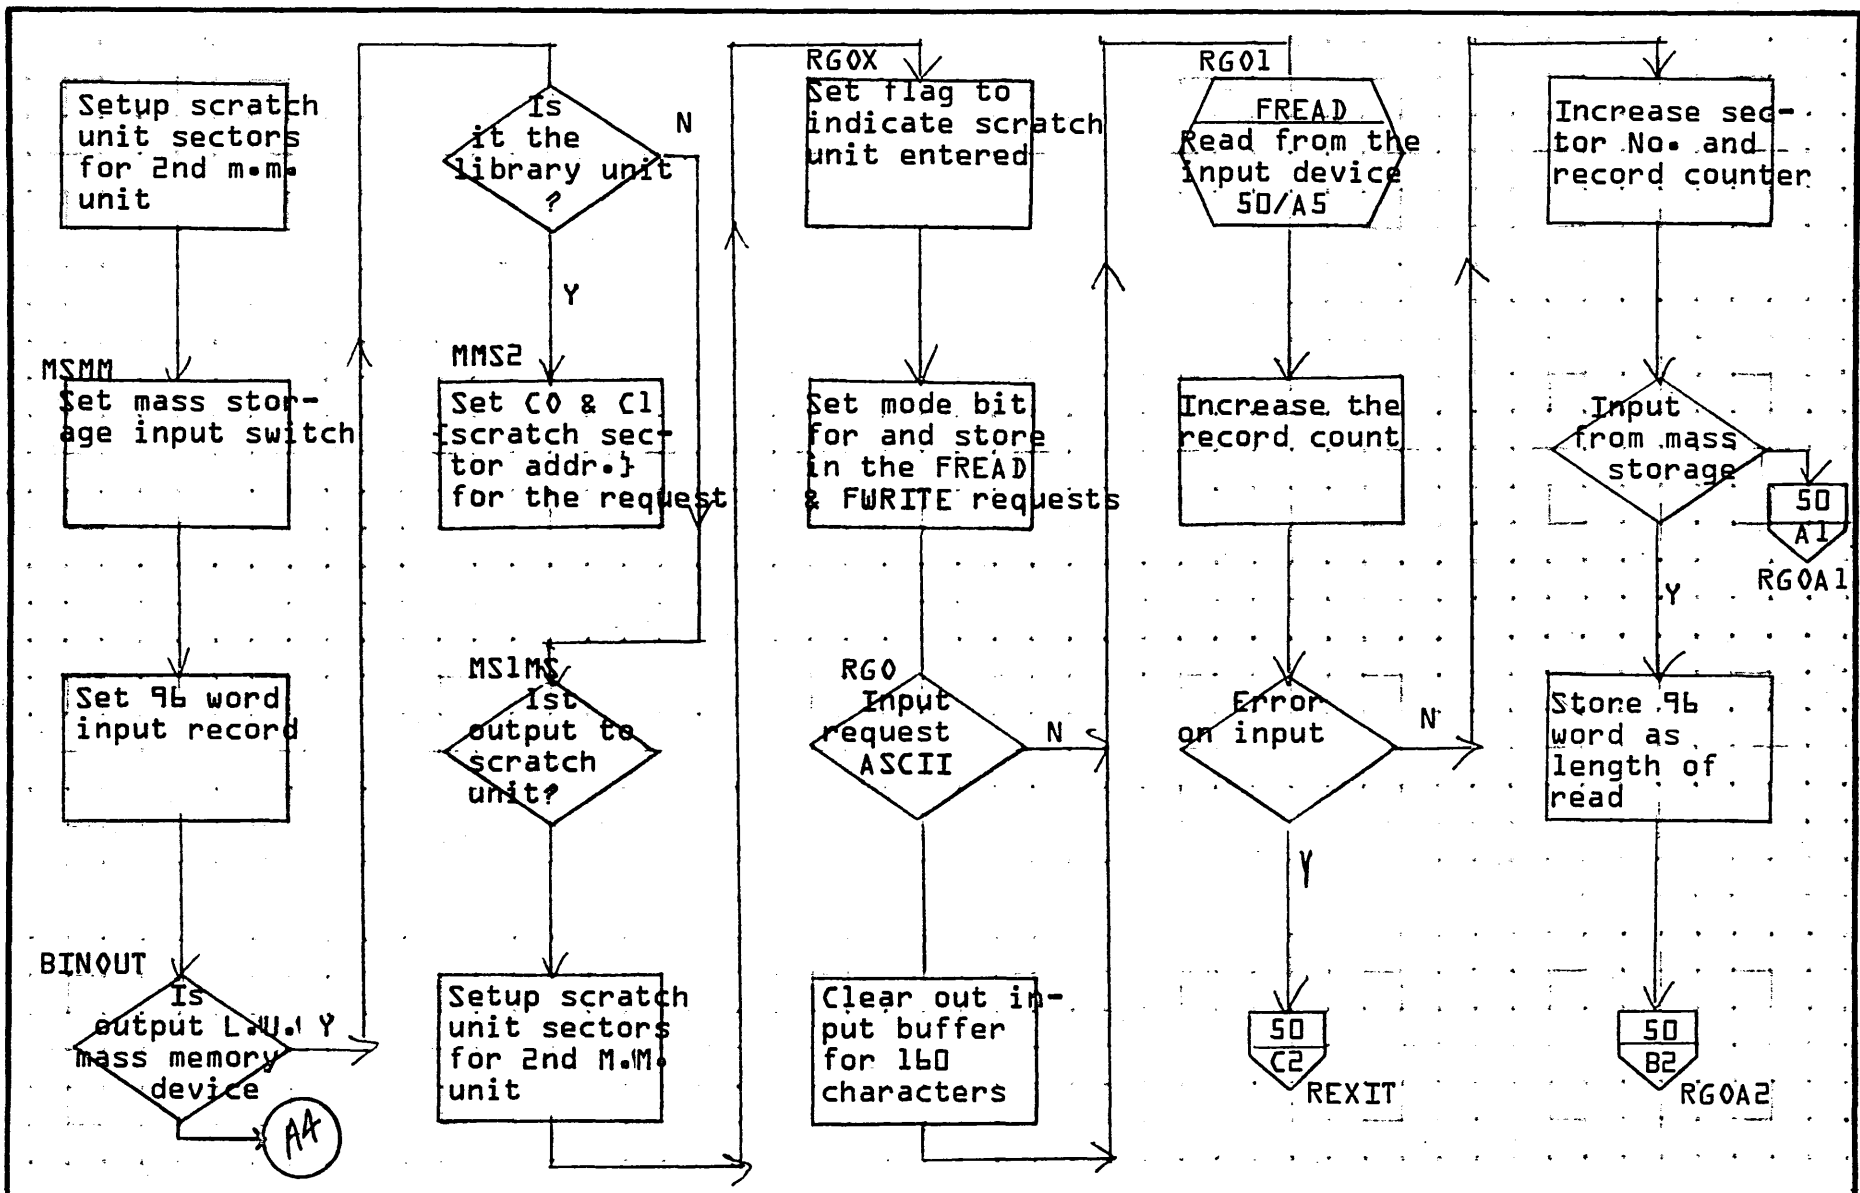 Setup scratch
unit sectors
for 2nd m.m.
unit
MSMM
Set mass stor-
age input switch
Set 96 word
input record
BINOUT
Is
output L.U.
mass memory
device
Y
A4
Is
it the
library unit
?
N
Y
MMS2
Set C0 & C1
{scratch sec-
tor addr.}
for the request
MS1MS
Ist
output to
scratch
unit?
Setup scratch
unit sectors
for 2nd M.M.
unit
RGOX
Set flag to
indicate scratch
unit entered
Set mode bit
for and store
in the FREAD
& FWRITE requests
RGO
Input
request
ASCII
N
Clear out in-
put buffer
for 160
characters
RGO1
FREAD
Read from the
input device
50/A5
Increase the
record count
Error
on input
N
Y
50
C2
REXIT
Increase sec-
tor No. and
record counter
Input
from mass
storage
50
A1
RGOA1
Y
Store 96
word as
length of
read
50
B2
RGOA2